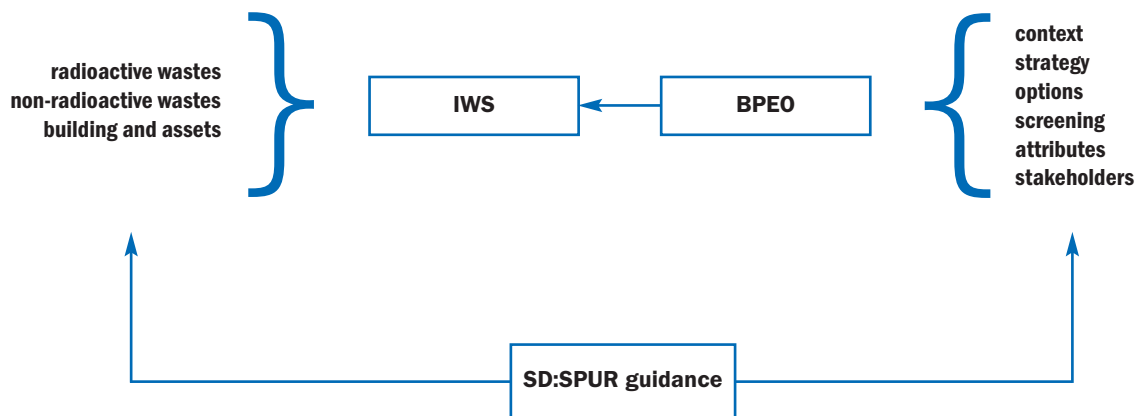 radioactive wastes
non-radioactive wastes
building and assets
IWS
BPEO
context
strategy
options
screening
attributes
stakeholders
SD:SPUR guidance